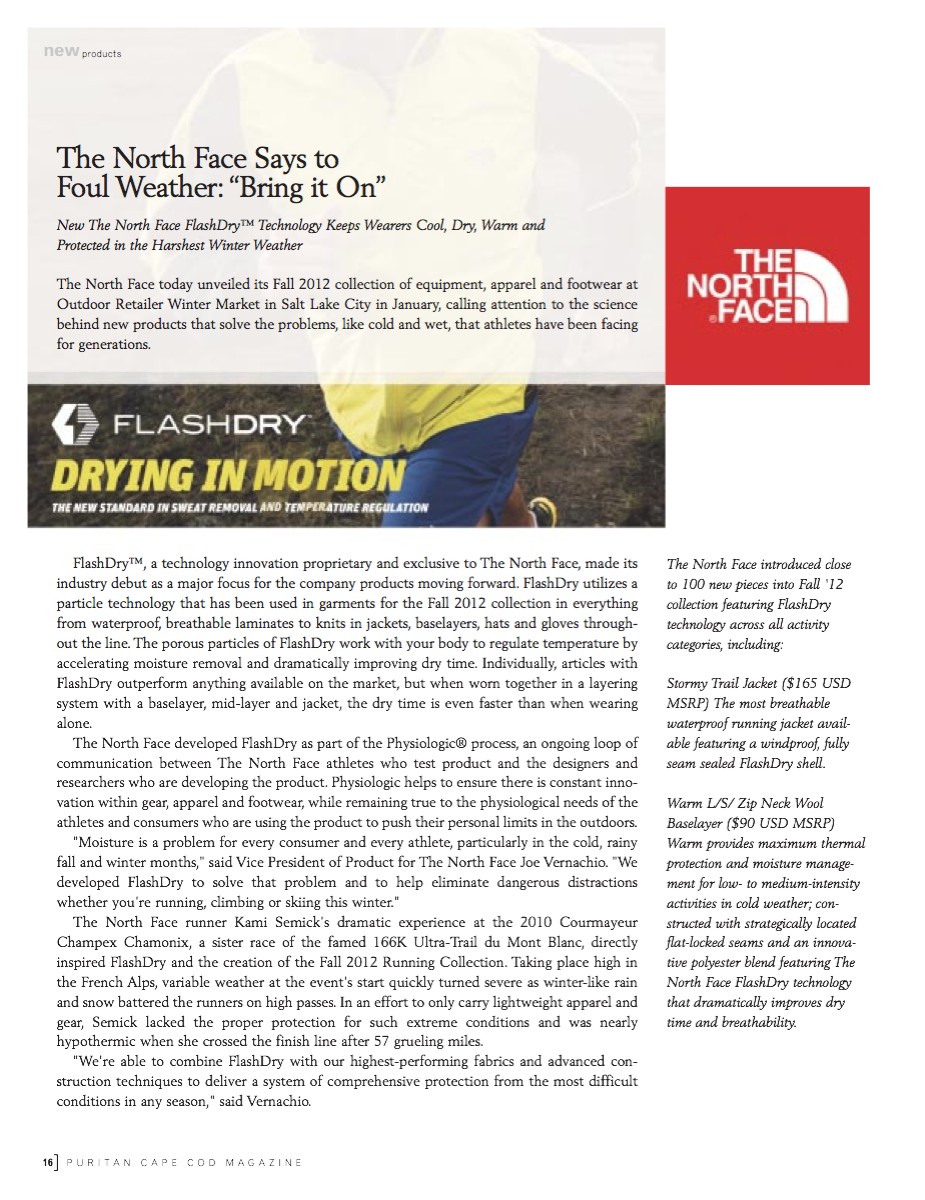 new products
The North Face Says to
Foul Weather: “Bring it On”
New The North Face FlashDry™ Technology Keeps Wearers Cool, Dry, Warm and
Protected in the Harshest Winter Weather
The North Face today unveiled its Fall 2012 collection of equipment, apparel and footwear at
Outdoor Retailer Winter Market in Salt Lake City in January, calling attention to the science
behind new products that solve the problems, like cold and wet, that athletes have been facing
for generations.
THE
NORTH
®FACE
FLASHDRY™
DRYING IN MOTION
THE NEW STANDARD IN SWEAT REMOVAL AND TEMPERATURE REGULATION
FlashDry™, a technology innovation proprietary and exclusive to The North Face, made its
industry debut as a major focus for the company products moving forward. FlashDry utilizes a
particle technology that has been used in garments for the Fall 2012 collection in everything
from waterproof, breathable laminates to knits in jackets, baselayers, hats and gloves through-
out the line. The porous particles of FlashDry work with your body to regulate temperature by
accelerating moisture removal and dramatically improving dry time. Individually, articles with
FlashDry outperform anything available on the market, but when worn together in a layering
system with a baselayer, mid-layer and jacket, the dry time is even faster than when wearing
alone.
The North Face developed FlashDry as part of the Physiologic® process, an ongoing loop of
communication between The North Face athletes who test product and the designers and
researchers who are developing the product. Physiologic helps to ensure there is constant inno-
vation within gear, apparel and footwear, while remaining true to the physiological needs of the
athletes and consumers who are using the product to push their personal limits in the outdoors.
"Moisture is a problem for every consumer and every athlete, particularly in the cold, rainy
fall and winter months," said Vice President of Product for The North Face Joe Vernachio. "We
developed FlashDry to solve that problem and to help eliminate dangerous distractions
whether you're running, climbing or skiing this winter."
The North Face runner Kami Semick's dramatic experience at the 2010 Courmayeur
Champex Chamonix, a sister race of the famed 166K Ultra-Trail du Mont Blanc, directly
inspired FlashDry and the creation of the Fall 2012 Running Collection. Taking place high in
the French Alps, variable weather at the event's start quickly turned severe as winter-like rain
and snow battered the runners on high passes. In an effort to only carry lightweight apparel and
gear, Semick lacked the proper protection for such extreme conditions and was nearly
hypothermic when she crossed the finish line after 57 grueling miles.
"We're able to combine FlashDry with our highest-performing fabrics and advanced con-
struction techniques to deliver a system of comprehensive protection from the most difficult
conditions in any season," said Vernachio.
The North Face introduced close
to 100 new pieces into Fall '12
collection featuring FlashDry
technology across all activity
categories, including:
Stormy Trail Jacket ($165 USD
MSRP) The most breathable
waterproof running jacket avail-
able featuring a windproof, fully
seam sealed FlashDry shell.
Warm L/S/ Zip Neck Wool
Baselayer ($90 USD MSRP)
Warm provides maximum thermal
protection and moisture manage-
ment for low- to medium-intensity
activities in cold weather; con-
structed with strategically located
flat-locked seams and an innova-
tive polyester blend featuring The
North Face FlashDry technology
that dramatically improves dry
time and breathability.
16] PURITAN CAPE COD MAGAZINE